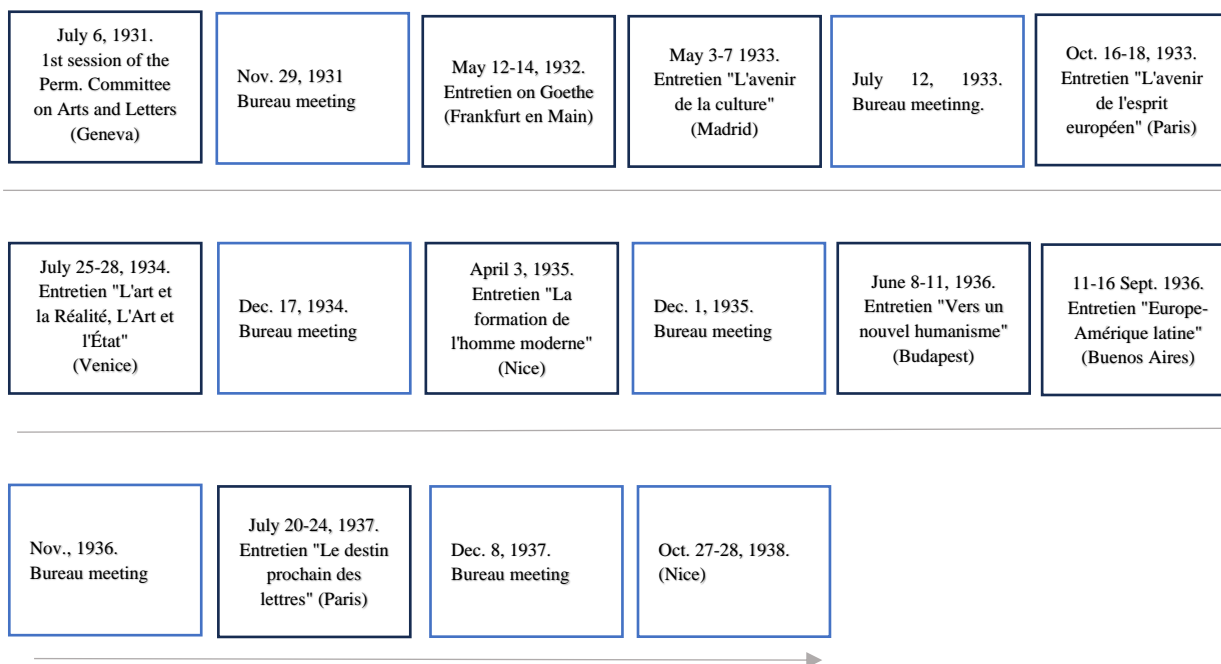 July 6, 1931.
1st session of the
Perm. Committee
on Arts and Letters
(Geneva)
Nov. 29, 1931
Bureau meeting
May 12-14, 1932.
Entretien on Goethe
(Frankfurt en Main)
May 3-7 1933.
Entretien "L'avenir
de la culture"
(Madrid)
July 12, 1933.
Bureau meetinng.
Oct. 16-18, 1933.
Entretien "L'avenir
de l'esprit
européen" (Paris)
July 25-28, 1934.
Entretien "L'art et
la Réalité, L'Art et
l'État"
(Venice)
Dec. 17, 1934.
Bureau meeting
April 3, 1935.
Entretien "La
formation de
l'homme moderne"
(Nice)
Dec. 1, 1935.
Bureau meeting
June 8-11, 1936.
Entretien "Vers un
nouvel humanisme"
(Budapest)
11-16 Sept. 1936.
Entretien "Europe-
Amérique latine"
(Buenos Aires)
Nov., 1936.
Bureau meeting
July 20-24, 1937.
Entretien "Le destin
prochain des
lettres" (Paris)
Dec. 8, 1937.
Bureau meeting
Oct. 27-28, 1938.
(Nice)